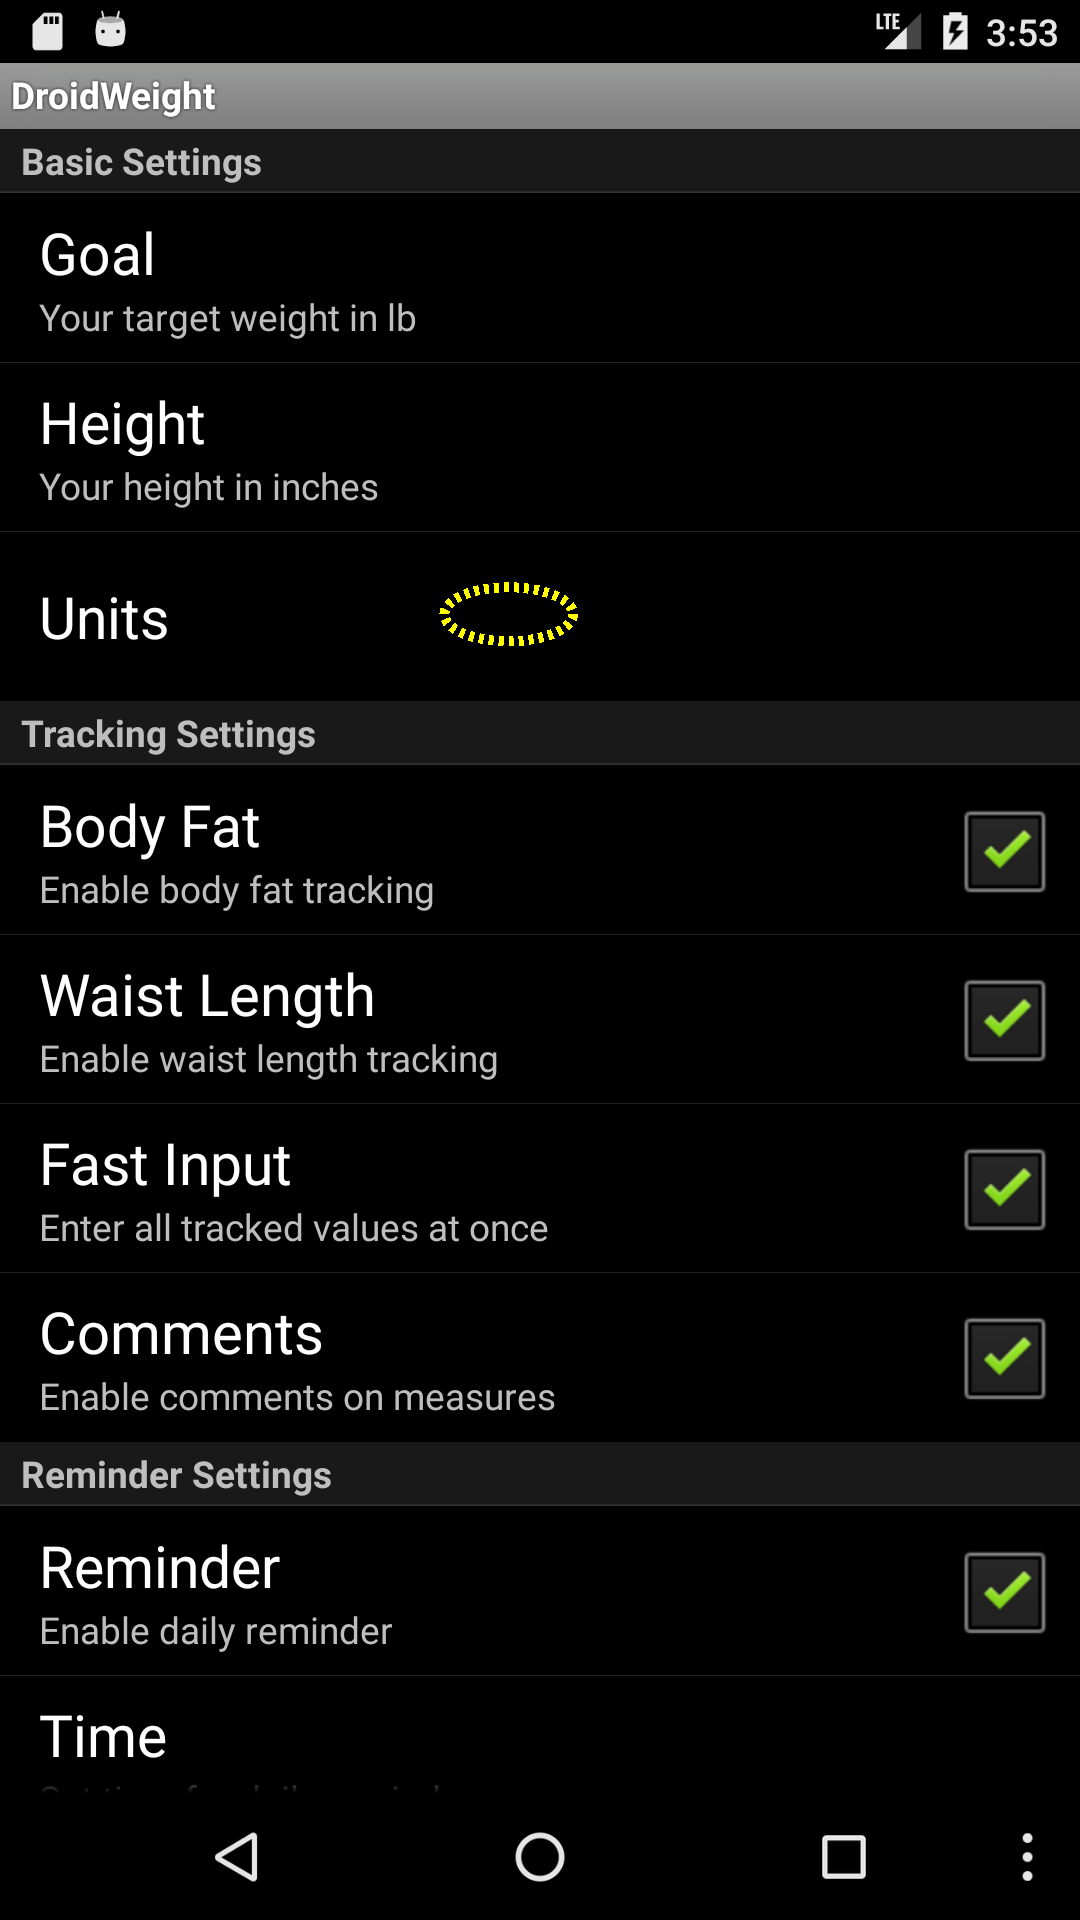 LTE 3:53
DroidWeight
Basic Settings
Goal
Your target weight in lb
Height
Your height in inches
Units
Tracking Settings
Body Fat
Enable body fat tracking
Waist Length
Enable waist length tracking
Fast Input
Enter all tracked values at once
Comments
Enable comments on measures
Reminder Settings
Reminder
Enable daily reminder
Time